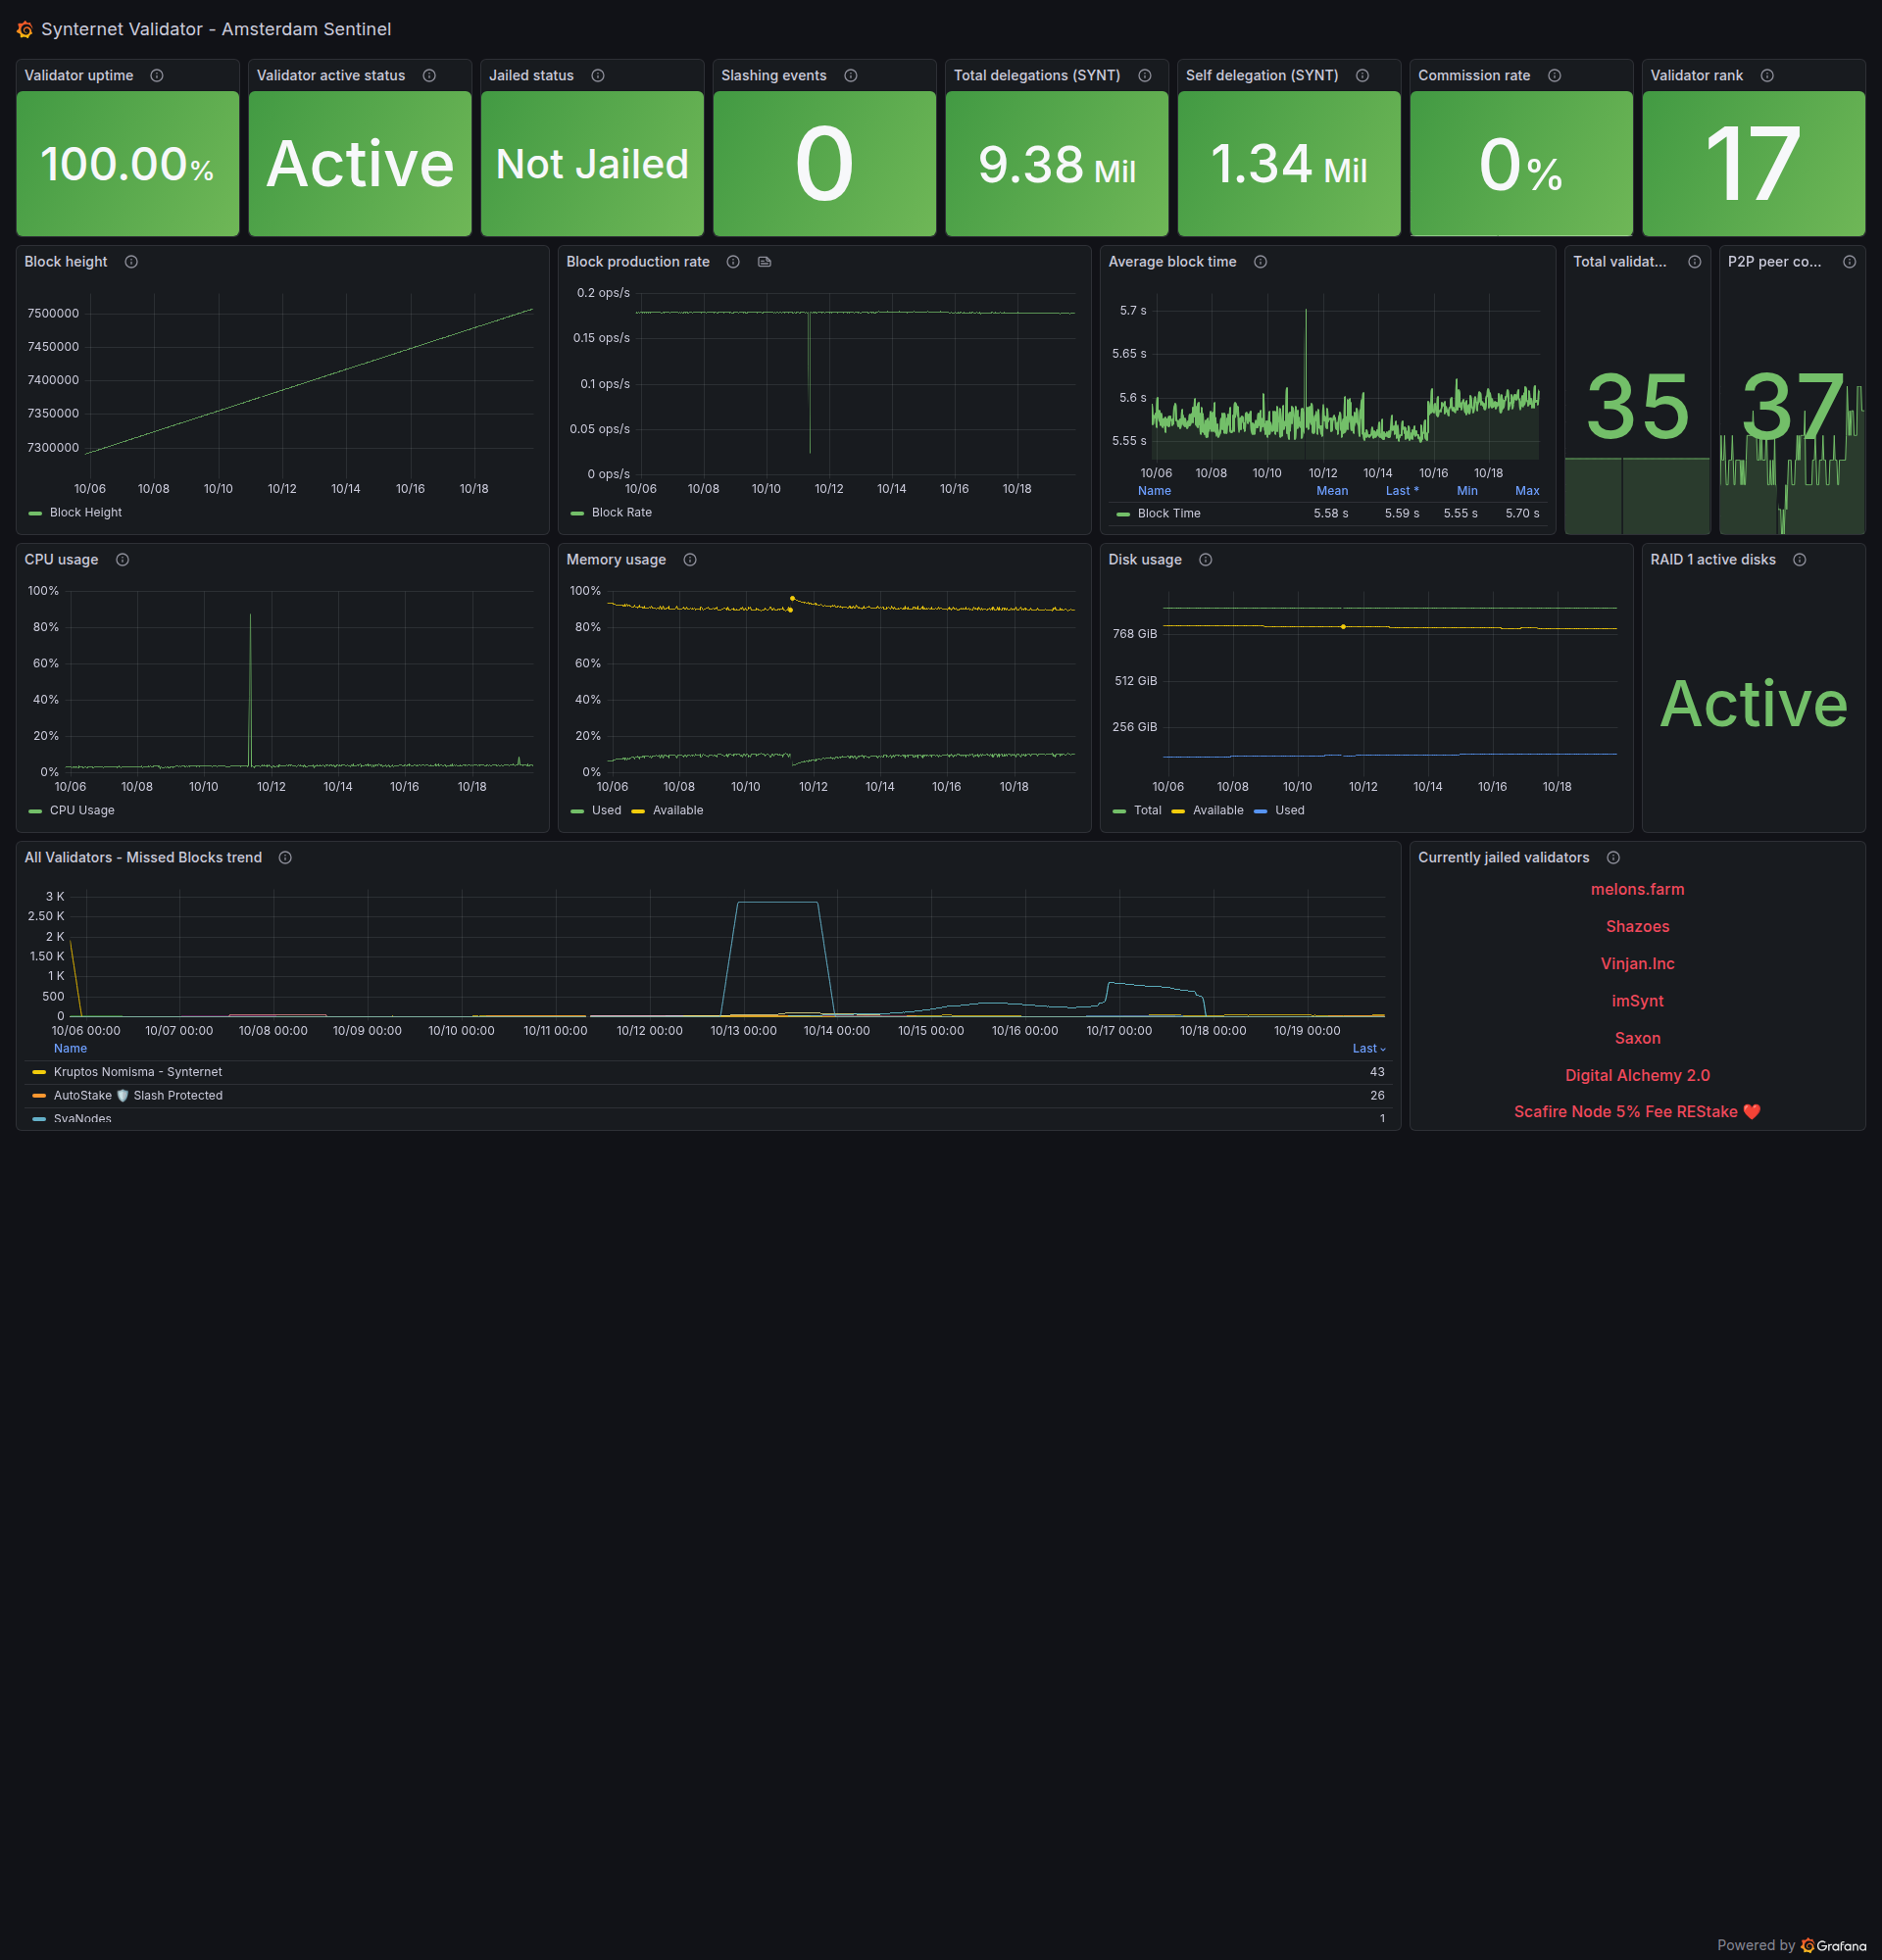 Synternet Validator - Amsterdam Sentinel
Validator uptime
100.00%
Validator active status
Active
Jailed status
Not Jailed
Slashing events
0
Total delegations (SYNT)
9.38 Mil
Self delegation (SYNT)
1.34 Mil
Commission rate
0%
Validator rank
17
Block height
7500000
7450000
7400000
7350000
7300000
10/06 10/08 10/10 10/12 10/14 10/16 10/18
Block Height
Block production rate
0.2 ops/s
0.15 ops/s
0.1 ops/s
0.05 ops/s
0 ops/s
10/06 10/08 10/10 10/12 10/14 10/16 10/18
Block Rate
Average block time
5.7 s
5.65 s
5.6 s
5.55 s
10/06 10/08 10/10 10/12 10/14 10/16 10/18
Name Mean Last * Min Max
Block Time 5.58 s 5.59 s 5.55 s 5.70 s
Total validat...
35
P2P peer co...
37
CPU usage
100%
80%
60%
40%
20%
0%
10/06 10/08 10/10 10/12 10/14 10/16 10/18
CPU Usage
Memory usage
100%
80%
60%
40%
20%
0%
10/06 10/08 10/10 10/12 10/14 10/16 10/18
Used Available
Disk usage
768 GiB
512 GiB
256 GiB
10/06 10/08 10/10 10/12 10/14 10/16 10/18
Total Available Used
RAID 1 active disks
Active
All Validators - Missed Blocks trend
3 K
2.50 K
2 K
1.50 K
1 K
500
0
10/06 00:00 10/07 00:00 10/08 00:00 10/09 00:00 10/10 00:00 10/11 00:00 10/12 00:00 10/13 00:00 10/14 00:00 10/15 00:00 10/16 00:00 10/17 00:00 10/18 00:00 10/19 00:00
Name Last
Kruptos Nomisma - Synternet 43
AutoStake 🛡️ Slash Protected 26
SvaNodes 1
Currently jailed validators
melons.farm
Shazoes
Vinjan.Inc
imSynt
Saxon
Digital Alchemy 2.0
Scafire Node 5% Fee REStake ❤️
Powered by Grafana